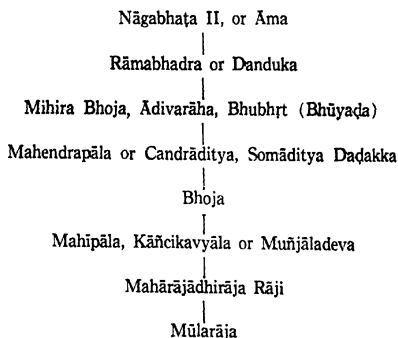 Nāgabhaṭa II, or Āma
Rāmabhadra or Danduka
Mihira Bhoja, Ādivarāha, Bhubhṛt (Bhūyaḍa)
Mahendrapāla or Candrāditya, Somāditya Daḍakka
Bhoja
Mahīpāla, Kāñcikavyāla or Muñjāladeva
Mahārājādhirāja Rāji
Mūlarāja